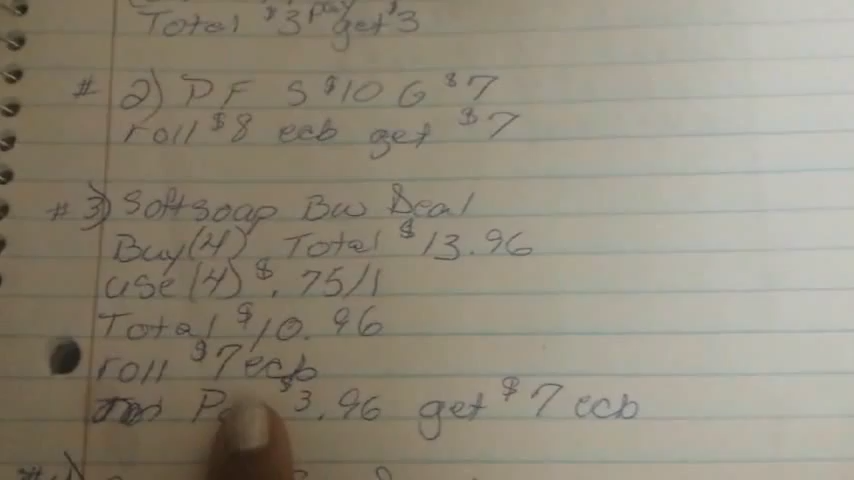 Total $3 pay get $3
# 2) PF S $10 G $7
roll $8 ecb get $7
#3) Softsoap BW Deal
Buy (4) Total $13.96
use (4) $.75/1
Total $10.96
roll $7 ecb
$3.96 get $7 ecb